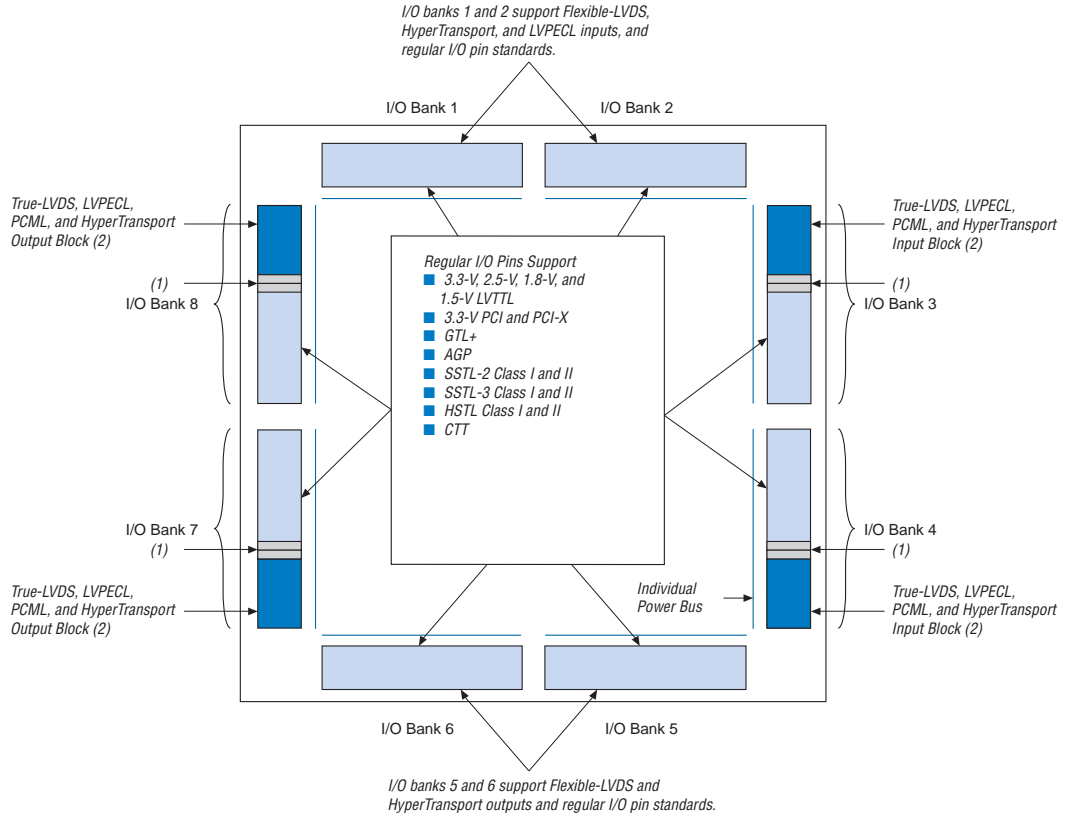 I/O banks 1 and 2 support Flexible-LVDS,
HyperTransport, and LVPECL inputs, and
regular I/O pin standards.
I/O Bank 1
I/O Bank 2
True-LVDS, LVPECL,
PCML, and HyperTransport
Output Block (2)
(1)
I/O Bank 8
True-LVDS, LVPECL,
PCML, and HyperTransport
Input Block (2)
(1)
I/O Bank 3
Regular I/O Pins Support
■ 3.3-V, 2.5-V, 1.8-V, and
1.5-V LVTTL
■ 3.3-V PCI and PCI-X
■ GTL+
■ AGP
■ SSTL-2 Class I and II
■ SSTL-3 Class I and II
■ HSTL Class I and II
■ CTT
I/O Bank 7
(1)
True-LVDS, LVPECL,
PCML, and HyperTransport
Output Block (2)
Individual
Power Bus
I/O Bank 4
(1)
True-LVDS, LVPECL,
PCML, and HyperTransport
Input Block (2)
I/O Bank 6
I/O Bank 5
I/O banks 5 and 6 support Flexible-LVDS and
HyperTransport outputs and regular I/O pin standards.